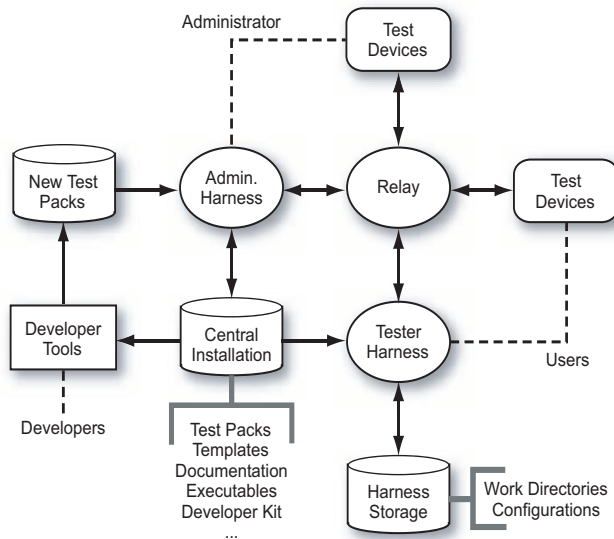 Administrator
Test
Devices
New Test
Packs
Admin.
Harness
Relay
Test
Devices
Developer
Tools
Central
Installation
Tester
Harness
Users
Developers
Test Packs
Templates
Documentation
Executables
Developer Kit
...
Harness
Storage
Work Directories
Configurations